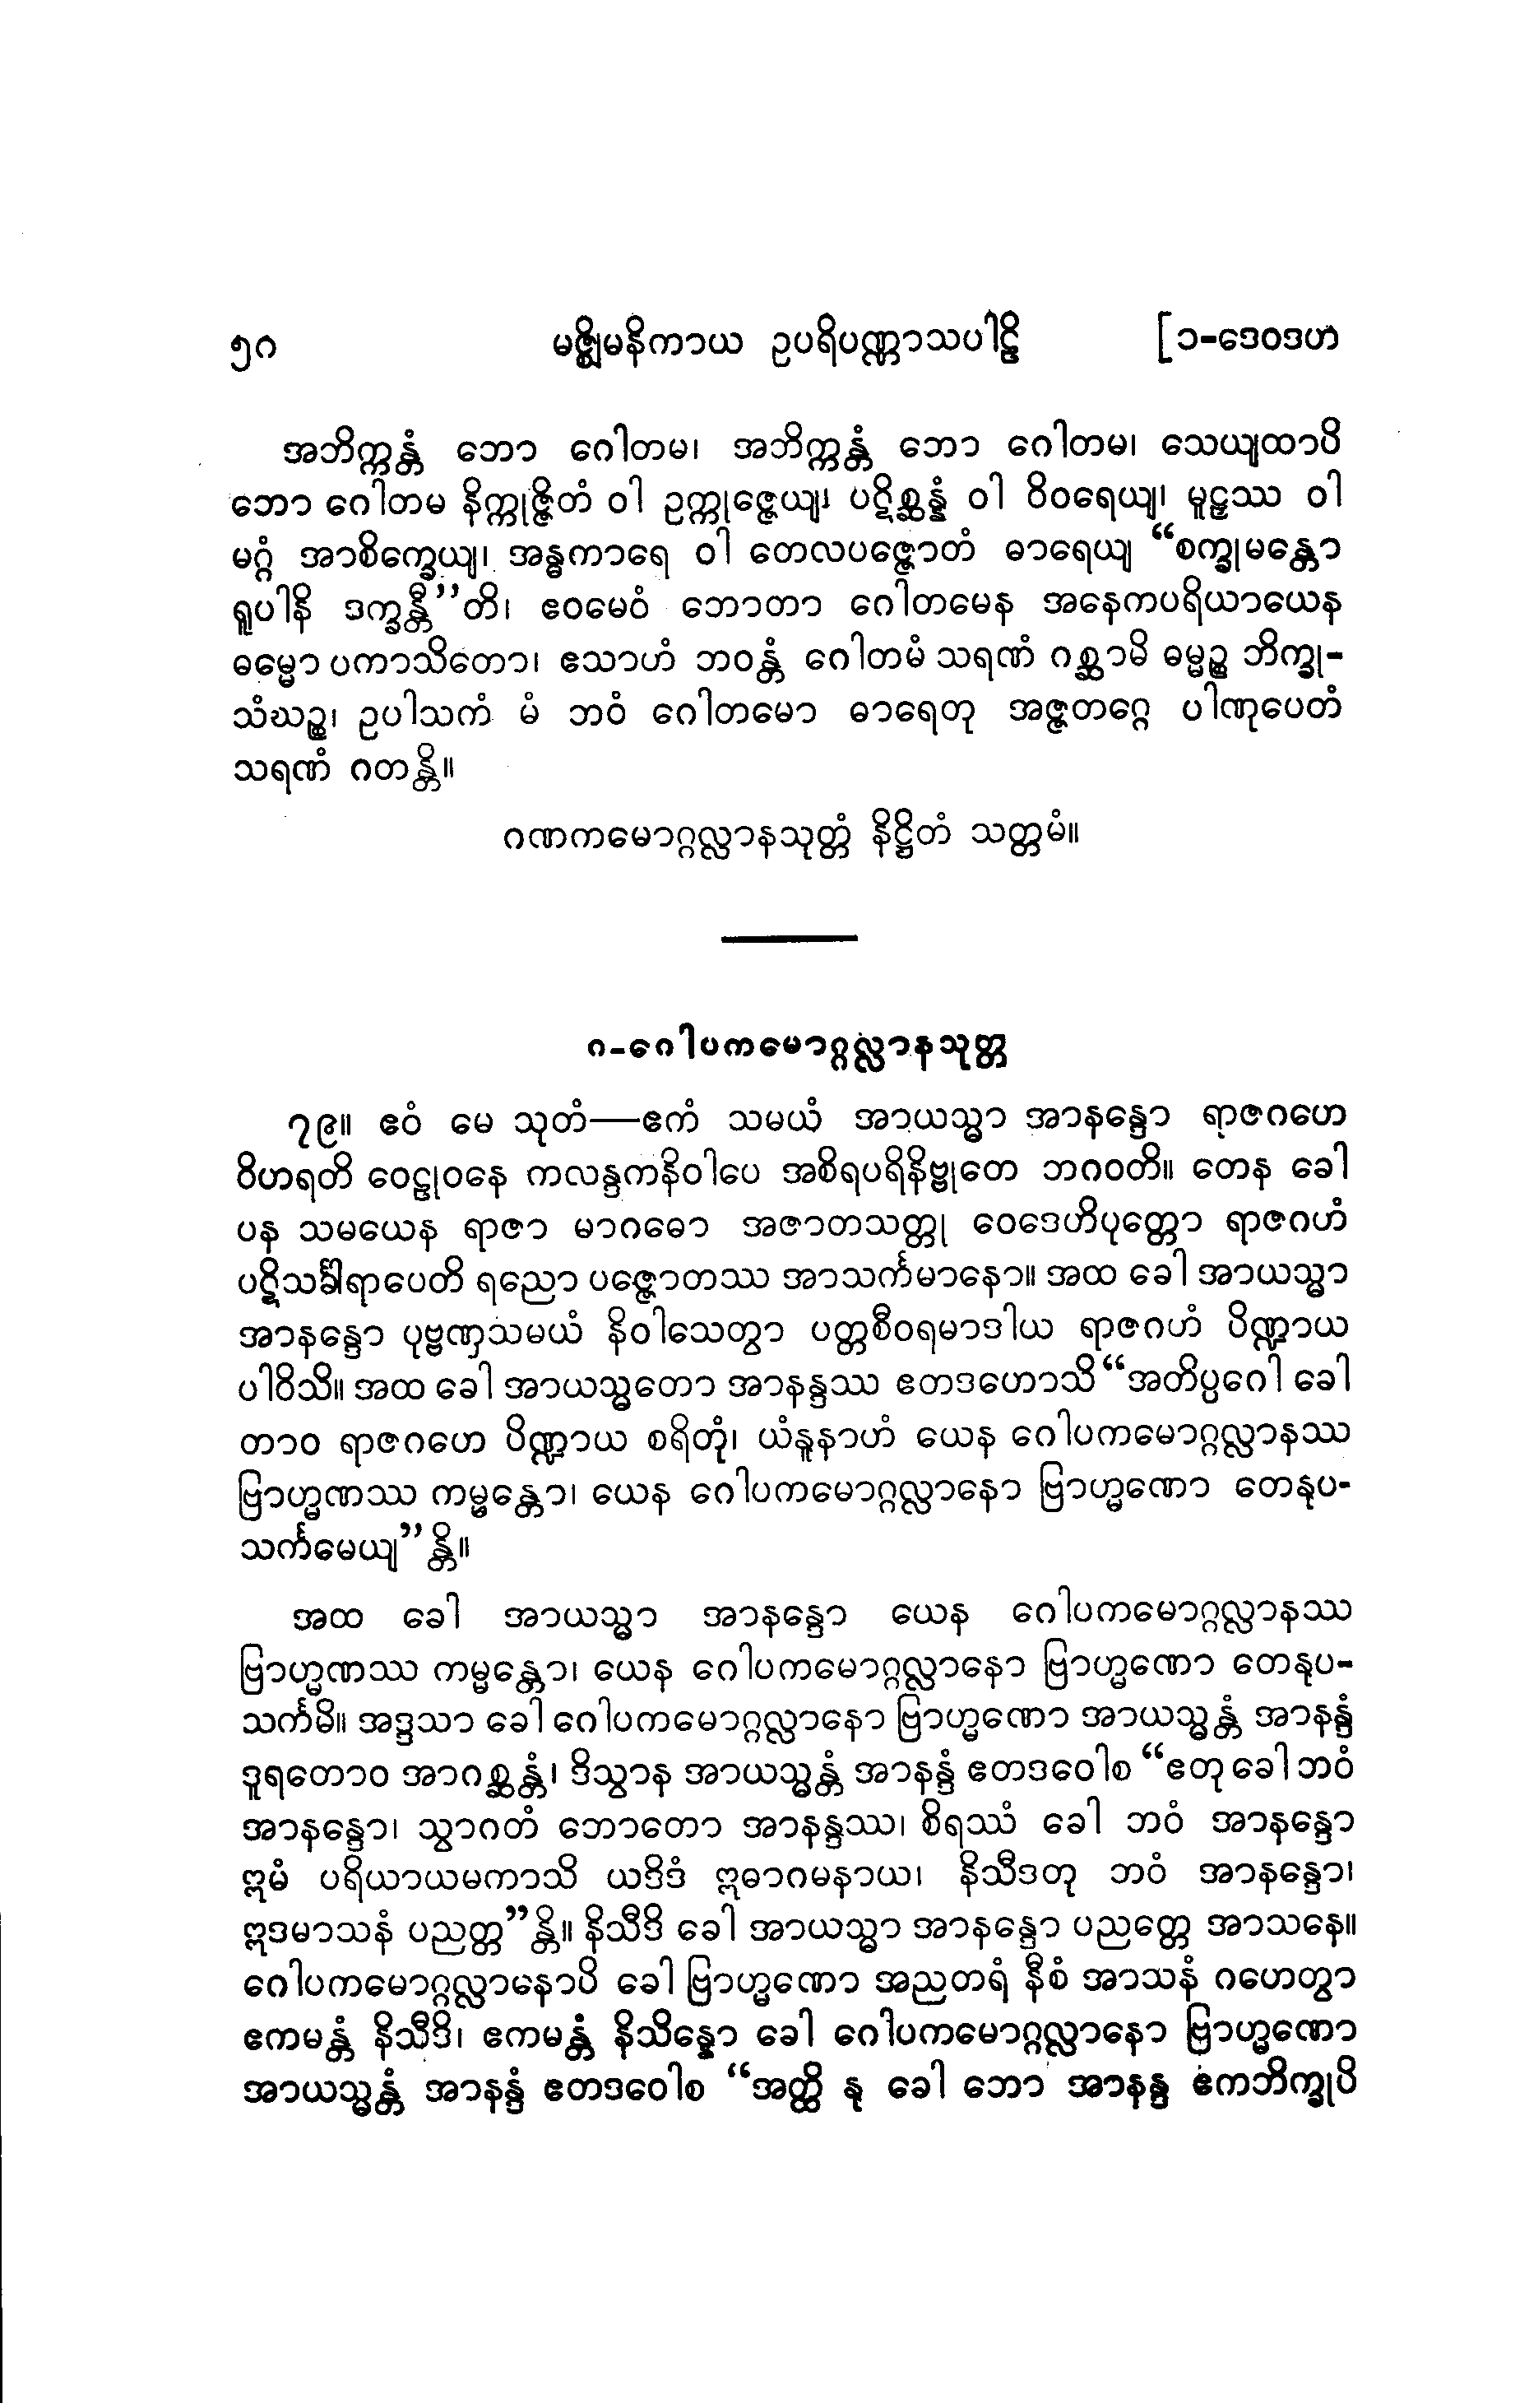 ၅၈ မဇ္ဈိမနိကာယ ဥပရိပဏ္ဏာသပါဠိ [၁-ဒေဝဒဟ
အဘိက္ကန္တံ ဘော ဂေါတမ၊ အဘိက္ကန္တံ ဘော ဂေါတမ၊ သေယျထာပိ
ဘော ဂေါတမ နိက္ကုဇ္ဇိတံ ဝါ ဥက္ကုဇ္ဇေယျ၊ ပဋိစ္ဆန္နံ ဝါ ဝိဝရေယျ၊ မူဠှဿ ဝါ
မဂ္ဂံ အာစိက္ခေယျ၊ အန္ဓကာရေ ဝါ တေလပဇ္ဇောတံ ဓာရေယျ “စက္ခုမန္တော
ရူပါနိ ဒက္ခန္တီ”တိ၊ ဧဝမေဝံ ဘောတာ ဂေါတမေန အနေကပရိယာယေန
ဓမ္မော ပကာသိတော၊ ဧသာဟံ ဘဝန္တံ ဂေါတမံ သရဏံ ဂစ္ဆာမိ ဓမ္မဉ္စ ဘိက္ခု-
သံဃဉ္စ၊ ဥပါသကံ မံ ဘဝံ ဂေါတမော ဓာရေတု အဇ္ဇတဂ္ဂေ ပါဏုပေတံ
သရဏံ ဂတန္တိ။
ဂဏကမောဂ္ဂလ္လာနသုတ္တံ နိဋ္ဌိတံ သတ္တမံ။
၈-ဂေါပကမောဂ္ဂလ္လာနသုတ္တ
၇၉။ ဧဝံ မေ သုတံ—ဧကံ သမယံ အာယသ္မာ အာနန္ဒော ရာဇဂဟေ
ဝိဟရတိ ဝေဠုဝနေ ကလန္ဒကနိဝါပေ အစိရပရိနိဗ္ဗုတေ ဘဂဝတိ။ တေန ခေါ
ပန သမယေန ရာဇာ မာဂဓော အဇာတသတ္တု ဝေဒေဟိပုတ္တော ရာဇဂဟံ
ပဋိသင်္ခါရာပေတိ ရညော ပဇ္ဇောတဿ အာသင်္ကမာနော။ အထ ခေါ အာယသ္မာ
အာနန္ဒော ပုဗ္ဗဏှသမယံ နိဝါသေတွာ ပတ္တစီဝရမာဒါယ ရာဇဂဟံ ပိဏ္ဍာယ
ပါဝိသိ။ အထ ခေါ အာယသ္မတော အာနန္ဒဿ ဧတဒဟောသိ “အတိပ္ပဂေါ ခေါ
တာဝ ရာဇဂဟေ ပိဏ္ဍာယ စရိတုံ၊ ယံနူနာဟံ ယေန ဂေါပကမောဂ္ဂလ္လာနဿ
ဗြာဟ္မဏဿ ကမ္မန္တော၊ ယေန ဂေါပကမောဂ္ဂလ္လာနော ဗြာဟ္မဏော တေနုပ-
သင်္ကမေယျ”န္တိ။
အထ ခေါ အာယသ္မာ အာနန္ဒော ယေန ဂေါပကမောဂ္ဂလ္လာနဿ
ဗြာဟ္မဏဿ ကမ္မန္တော၊ ယေန ဂေါပကမောဂ္ဂလ္လာနော ဗြာဟ္မဏော တေနုပ-
သင်္ကမိ။ အဒ္ဒသာ ခေါ ဂေါပကမောဂ္ဂလ္လာနော ဗြာဟ္မဏော အာယသ္မန္တံ အာနန္ဒံ
ဒူရတောဝ အာဂစ္ဆန္တံ၊ ဒိသွာန အာယသ္မန္တံ အာနန္ဒံ ဧတဒဝေါစ “ဧတု ခေါ ဘဝံ
အာနန္ဒော၊ သွာဂတံ ဘောတော အာနန္ဒဿ၊ စိရဿံ ခေါ ဘဝံ အာနန္ဒော
ဣမံ ပရိယာယမကာသိ ယဒိဒံ ဣဓာဂမနာယ၊ နိသီဒတု ဘဝံ အာနန္ဒော၊
ဣဒမာသနံ ပညတ္တ”န္တိ။ နိသီဒိ ခေါ အာယသ္မာ အာနန္ဒော ပညတ္တေ အာသနေ။
ဂေါပကမောဂ္ဂလ္လာနောပိ ခေါ ဗြာဟ္မဏော အညတရံ နီစံ အာသနံ ဂဟေတွာ
ဧကမန္တံ နိသီဒိ၊ ဧကမန္တံ နိသိန္နော ခေါ ဂေါပကမောဂ္ဂလ္လာနော ဗြာဟ္မဏော
အာယသ္မန္တံ အာနန္ဒံ ဧတဒဝေါစ “အတ္ထိ နု ခေါ ဘော အာနန္ဒ ဧကဘိက္ခုပိ